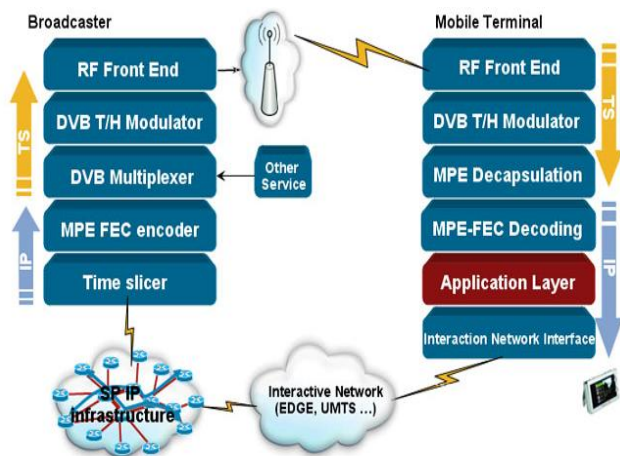 Broadcaster
RF Front End
DVB T/H Modulator
DVB Multiplexer
MPE FEC encoder
Time slicer
TS
IP
Other
Service
SP IP
infrastructure
Interactive Network
(EDGE, UMTS ...)
Mobile Terminal
RF Front End
DVB T/H Modulator
MPE Decapsulation
MPE-FEC Decoding
Application Layer
Interaction Network Interface
TS
IP